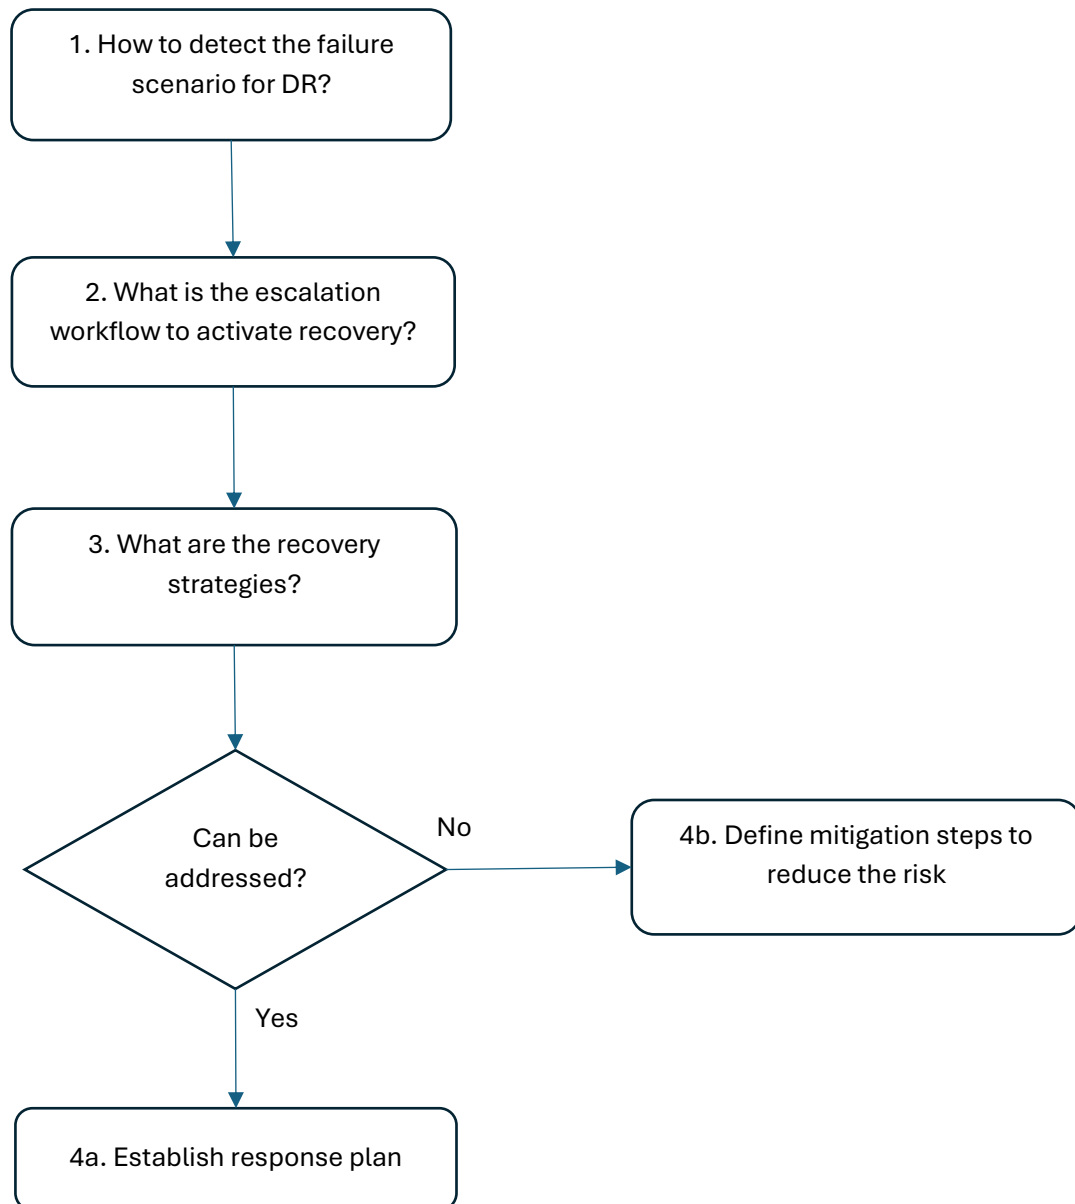 1. How to detect the failure
scenario for DR?
2. What is the escalation
workflow to activate recovery?
3. What are the recovery
strategies?
Can be
addressed?
No
4b. Define mitigation steps to
reduce the risk
Yes
4a. Establish response plan